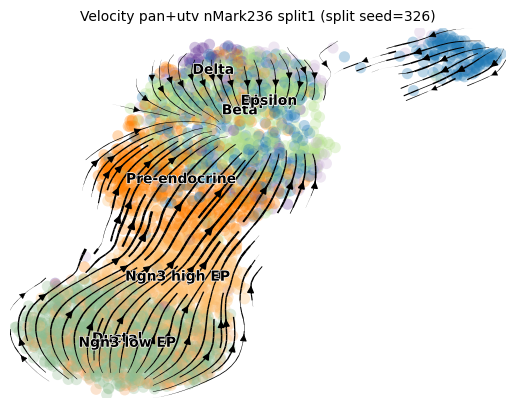 Velocity pan+utv nMark236 split1 (split seed=326)
Delta
Epsilon
Beta
Pre-endocrine
Ngn3 high EP
Ngn3 low EP